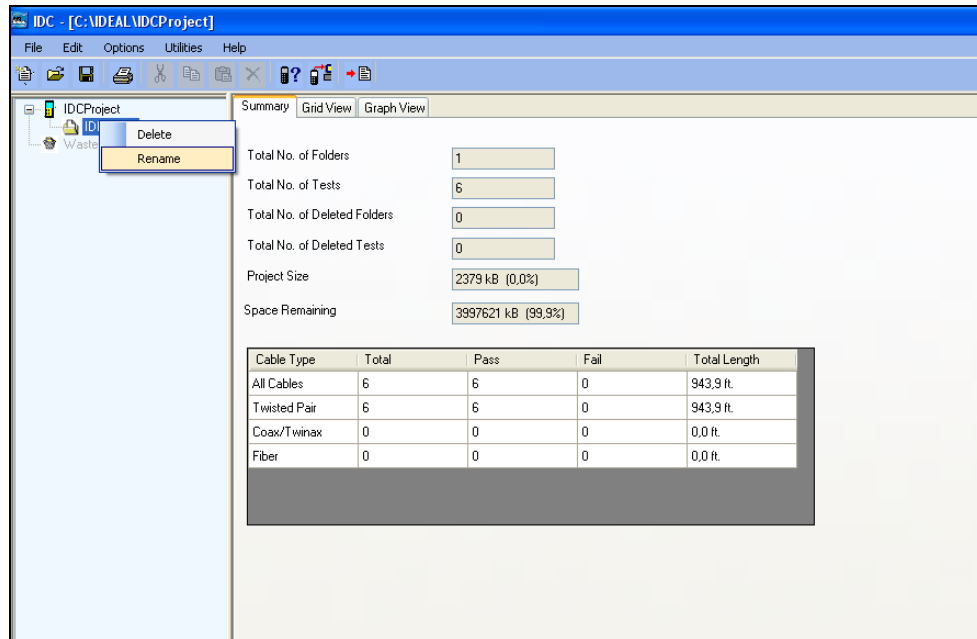 IDC - [C:\IDEAL\IDCProject]
File Edit Options Utilities Help
IDCProject
Summary Grid View Graph View
Delete
Rename
Total No. of Folders 1
Total No. of Tests 6
Total No. of Deleted Folders 0
Total No. of Deleted Tests 0
Project Size 2379 kB (0,0%)
Space Remaining 3997621 kB (99,9%)
Cable Type Total Pass Fail Total Length
All Cables 6 6 0 943,9 ft.
Twisted Pair 6 6 0 943,9 ft.
Coax/Twinax 0 0 0 0,0 ft.
Fiber 0 0 0 0,0 ft.